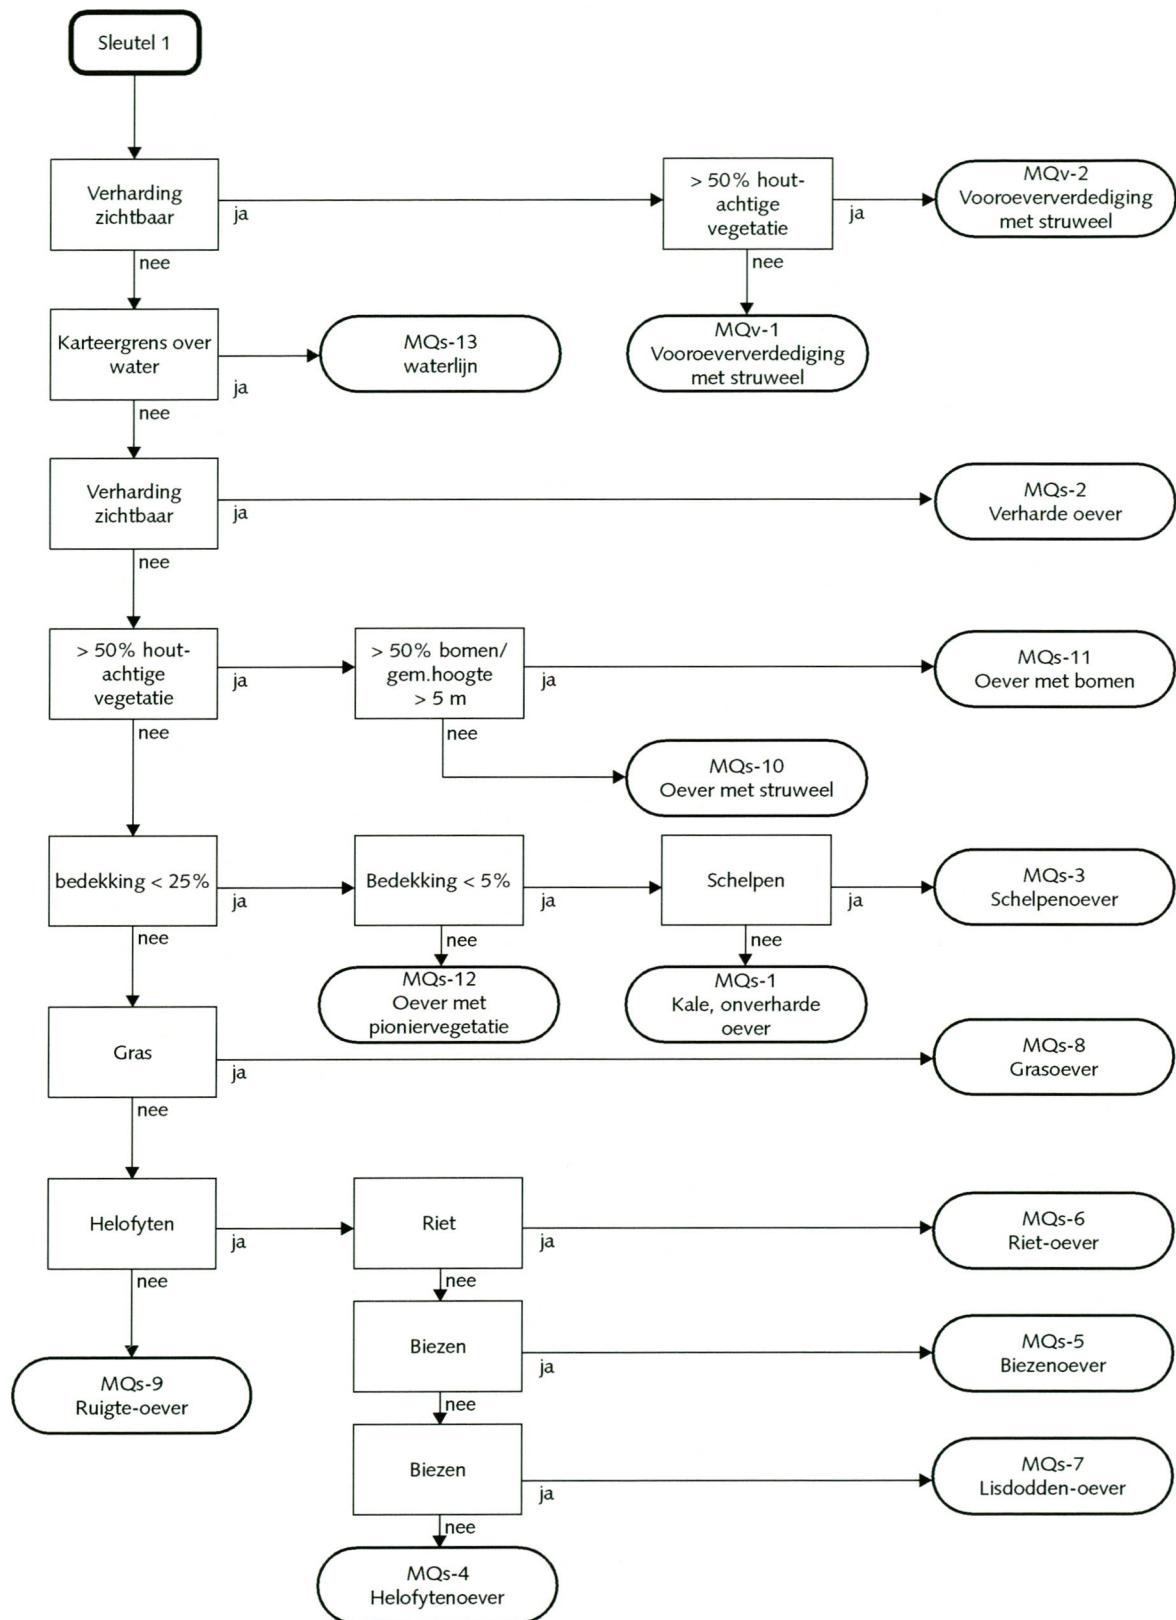 Sleutel 1
Verharding
zichtbaar
ja
> 50% hout-
achtige
vegetatie
ja
MQv-2
Vooroeververdediging
met struweel
nee
nee
Karteergrens over
water
ja
MQs-13
waterlijn
MQv-1
Vooroeververdediging
met struweel
nee
Verharding
zichtbaar
ja
MQs-2
Verharde oever
nee
> 50% hout-
achtige
vegetatie
ja
> 50% bomen/
gem.hoogte
> 5 m
ja
MQs-11
Oever met bomen
nee
nee
MQs-10
Oever met struweel
bedekking < 25%
ja
Bedekking < 5%
ja
Schelpen
ja
MQs-3
Schelpenoever
nee
nee
nee
MQs-12
Oever met
pioniervegetatie
MQs-1
Kale, onverharde
oever
Gras
ja
MQs-8
Grasoever
nee
Helofyten
ja
Riet
ja
MQs-6
Riet-oever
nee
nee
Biezen
ja
MQs-5
Biezenoever
MQs-9
Ruigte-oever
nee
Biezen
ja
MQs-7
Lisdodden-oever
nee
MQs-4
Helofytenoever